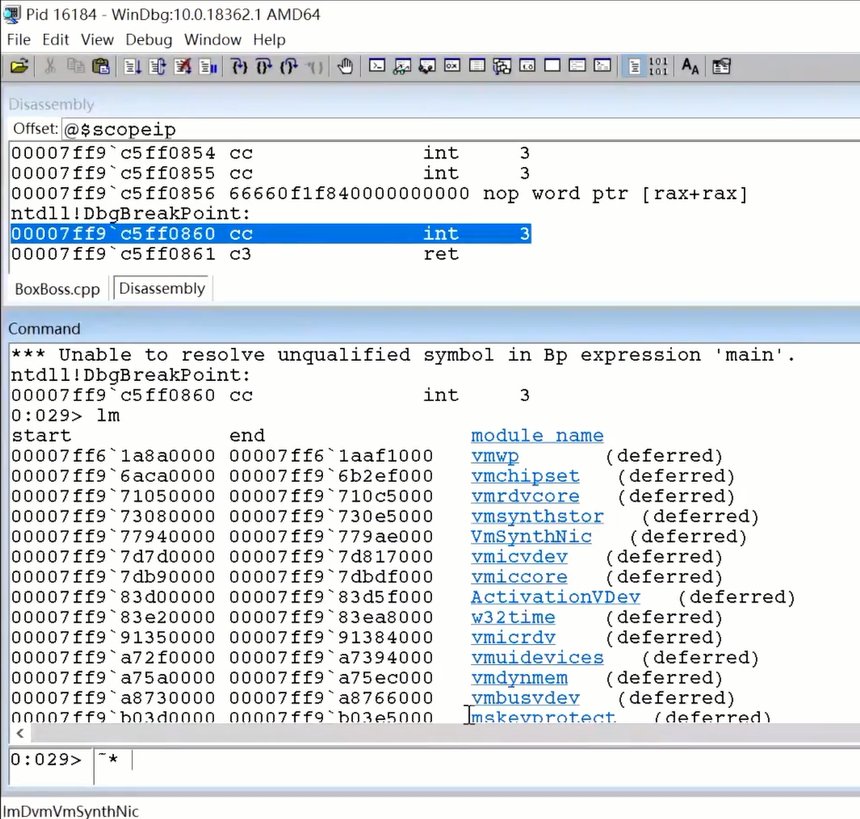 Pid 16184 - WinDbg:10.0.18362.1 AMD64
File Edit View Debug Window Help
Disassembly
Offset: @$scopeip
00007ff9`c5ff0854 cc int 3
00007ff9`c5ff0855 cc int 3
00007ff9`c5ff0856 66660f1f840000000000 nop word ptr [rax+rax]
ntdll!DbgBreakPoint:
00007ff9`c5ff0860 cc int 3
00007ff9`c5ff0861 c3 ret
BoxBoss.cpp Disassembly
Command
*** Unable to resolve unqualified symbol in Bp expression 'main'.
ntdll!DbgBreakPoint:
00007ff9`c5ff0860 cc int 3
0:029> lm
start end module name
00007ff6`1a8a0000 00007ff6`1aaf1000 vmwp (deferred)
00007ff9`6aca0000 00007ff9`6b2ef000 vmchipset (deferred)
00007ff9`71050000 00007ff9`710c5000 vmrdvcore (deferred)
00007ff9`73080000 00007ff9`730e5000 vmsynthstor (deferred)
00007ff9`77940000 00007ff9`779ae000 VmSynthNic (deferred)
00007ff9`7d7d0000 00007ff9`7d817000 vmicvdev (deferred)
00007ff9`7db90000 00007ff9`7dbdf000 vmiccore (deferred)
00007ff9`83d00000 00007ff9`83d5f000 ActivationVDev (deferred)
00007ff9`83e20000 00007ff9`83ea8000 w32time (deferred)
00007ff9`91350000 00007ff9`91384000 vmicrdv (deferred)
00007ff9`a72f0000 00007ff9`a7394000 vmuidevices (deferred)
00007ff9`a75a0000 00007ff9`a75ec000 vmdynmem (deferred)
00007ff9`a8730000 00007ff9`a8766000 vmbusvdev (deferred)
00007ff9`b03d0000 00007ff9`b03e5000 mskeyprotect (deferred)
0:029> ~*
lmDvmVmSynthNic